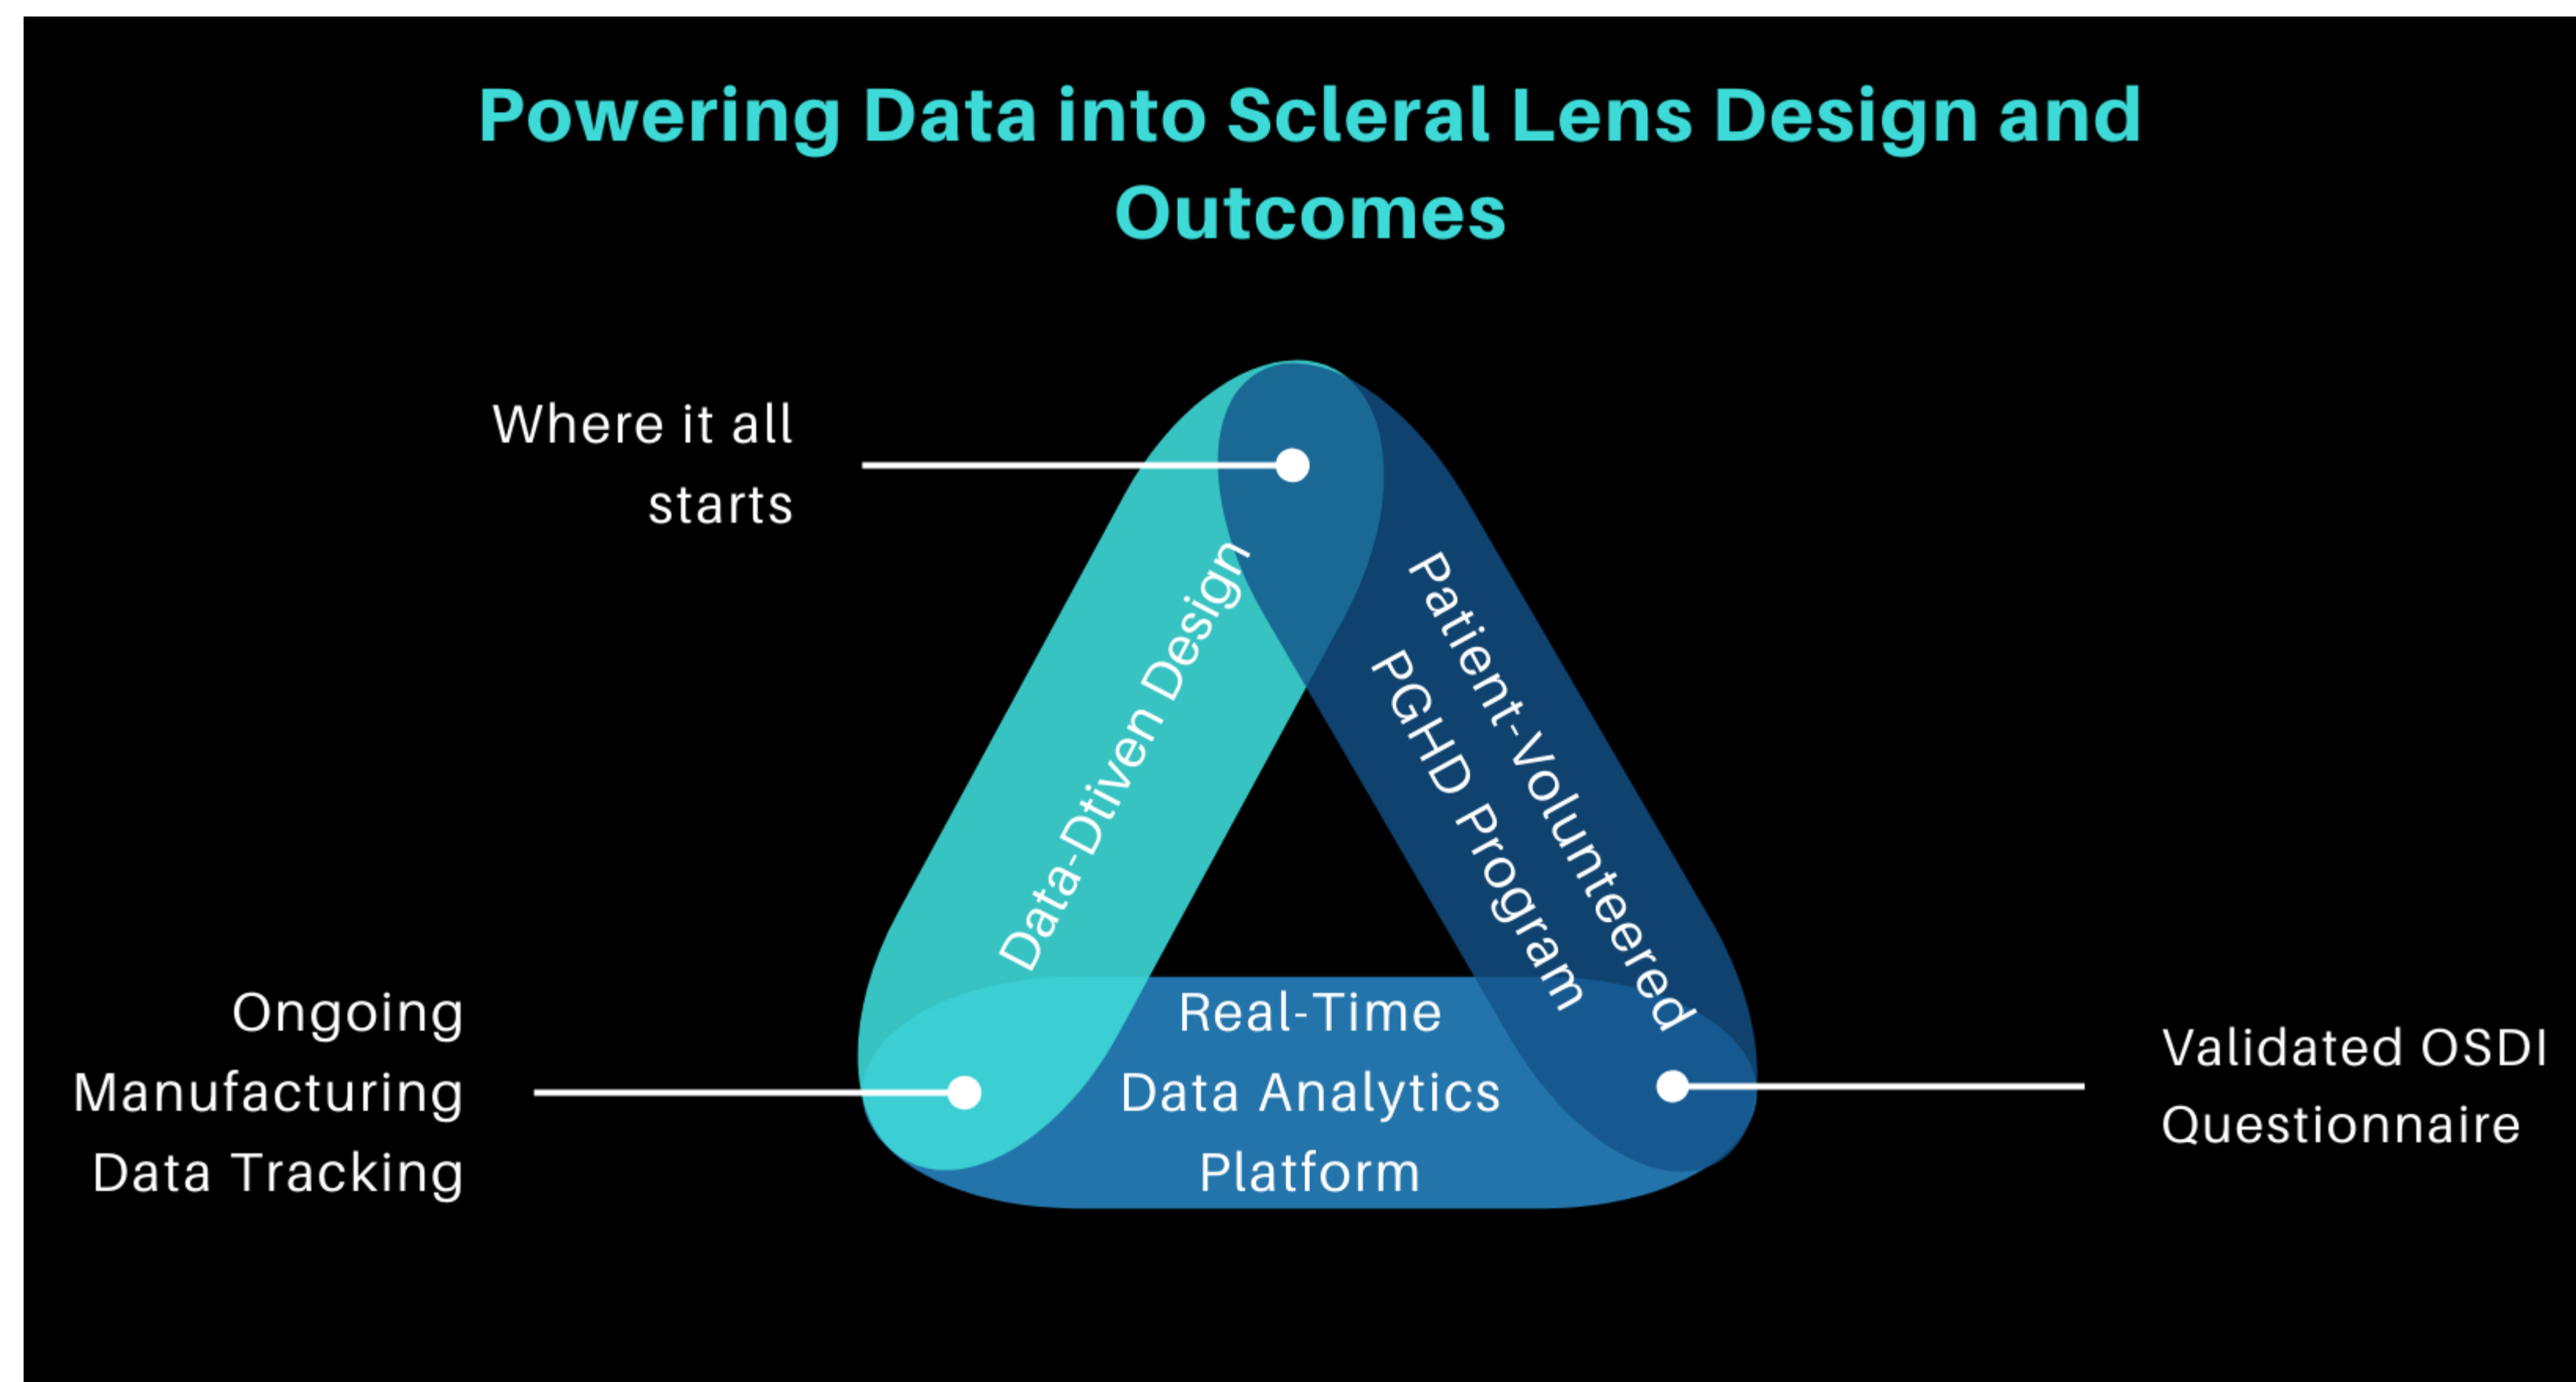 Powering Data into Scleral Lens Design and
Outcomes
Where it all
starts
Data-Dtiven Design
Patient-Volunteered
PGHD Program
Ongoing
Manufacturing
Data Tracking
Real-Time
Data Analytics
Platform
Validated OSDI
Questionnaire